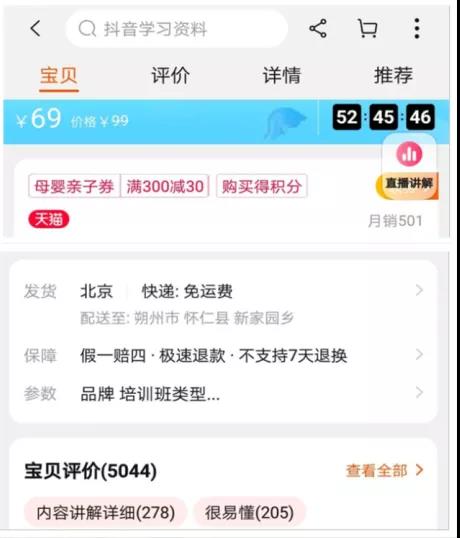 抖音学习资料
宝贝 评价 详情 推荐
¥69 价格¥99 52:45:46
直播讲解
母婴亲子券 满300减30 购买得积分
天猫 月销501
发货 北京 快递: 免运费
配送至: 朔州市 怀仁县 新家园乡
保障 假一赔四 · 极速退款 · 不支持7天退换
参数 品牌 培训班类型...
宝贝评价(5044) 查看全部
内容讲解详细(278) 很易懂(205)